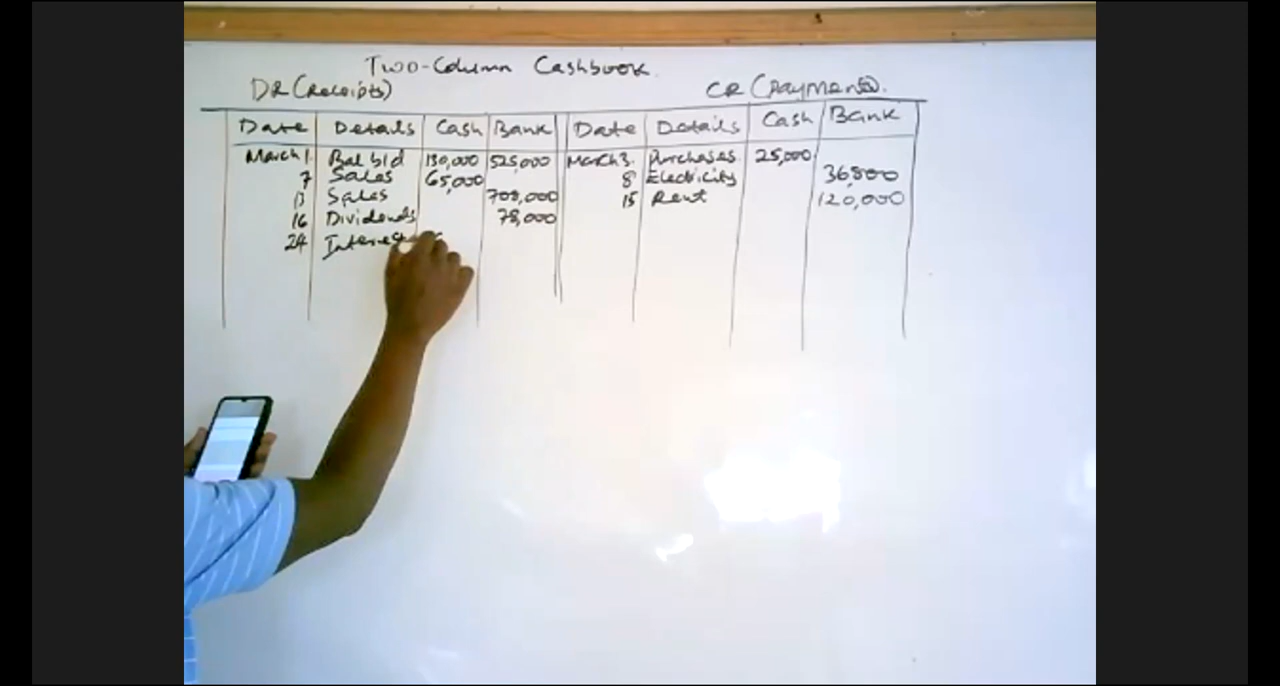 Two-Column Cashbook.
DR (receipts) CR (Payments).
Date Details Cash Bank Date Details Cash Bank
March 1. Bal b/d 130,000 525,000 March 3. Purchases. 25,000
7 Sales 65,000 8 Electricity 36,800
13 Sales 708,000 15 Rent 120,000
16 Dividends 78,000
24